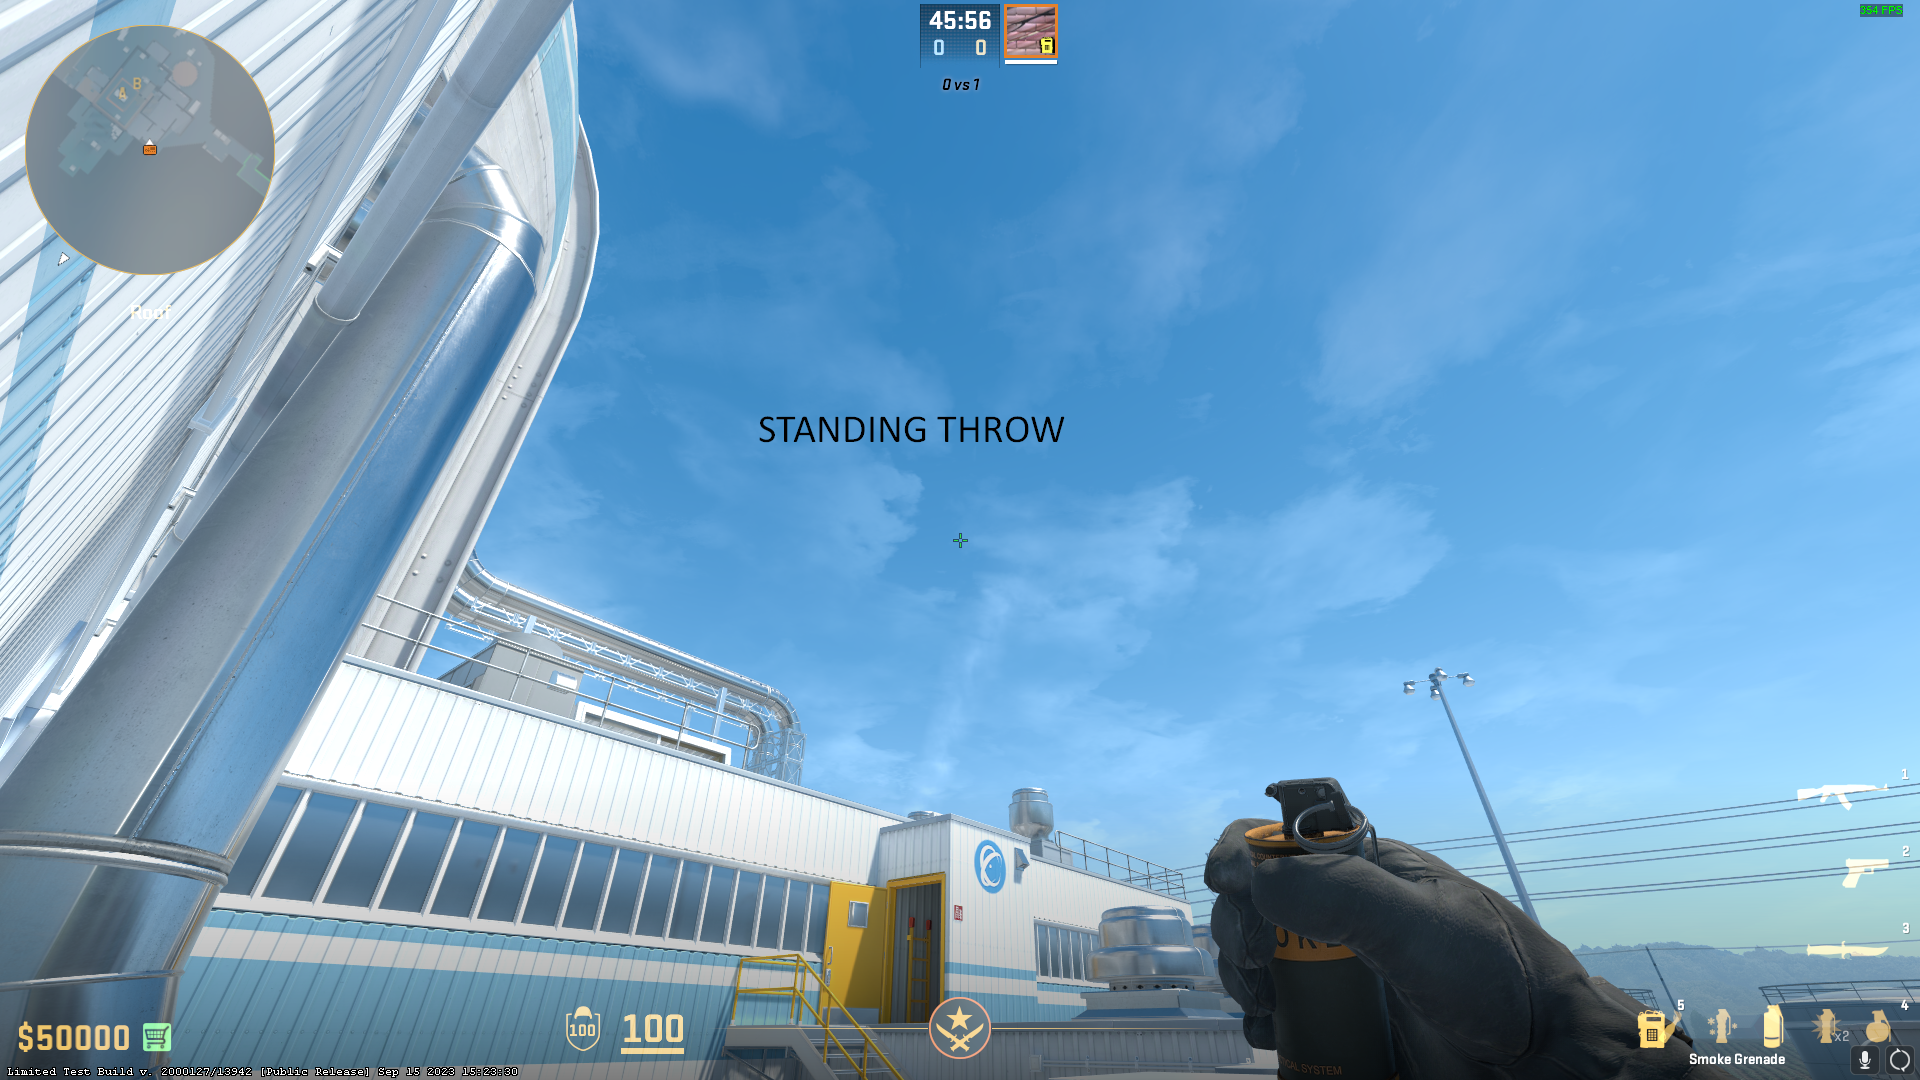 45:56
0 0
0 vs 1
354 FPS
B
A
Roof
STANDING THROW
1
2
3
4
5
x2
Smoke Grenade
$50000
100
100
Limited Test Build v. 2000127/13942 [Public Release] Sep 15 2023 15:23:30